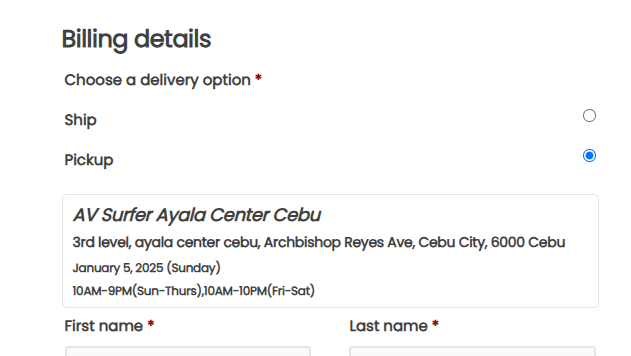 Billing details
Choose a delivery option *
Ship
Pickup
AV Surfer Ayala Center Cebu
3rd level, ayala center cebu, Archbishop Reyes Ave, Cebu City, 6000 Cebu
January 5, 2025 (Sunday)
10AM-9PM(Sun-Thurs),10AM-10PM(Fri-Sat)
First name * Last name *